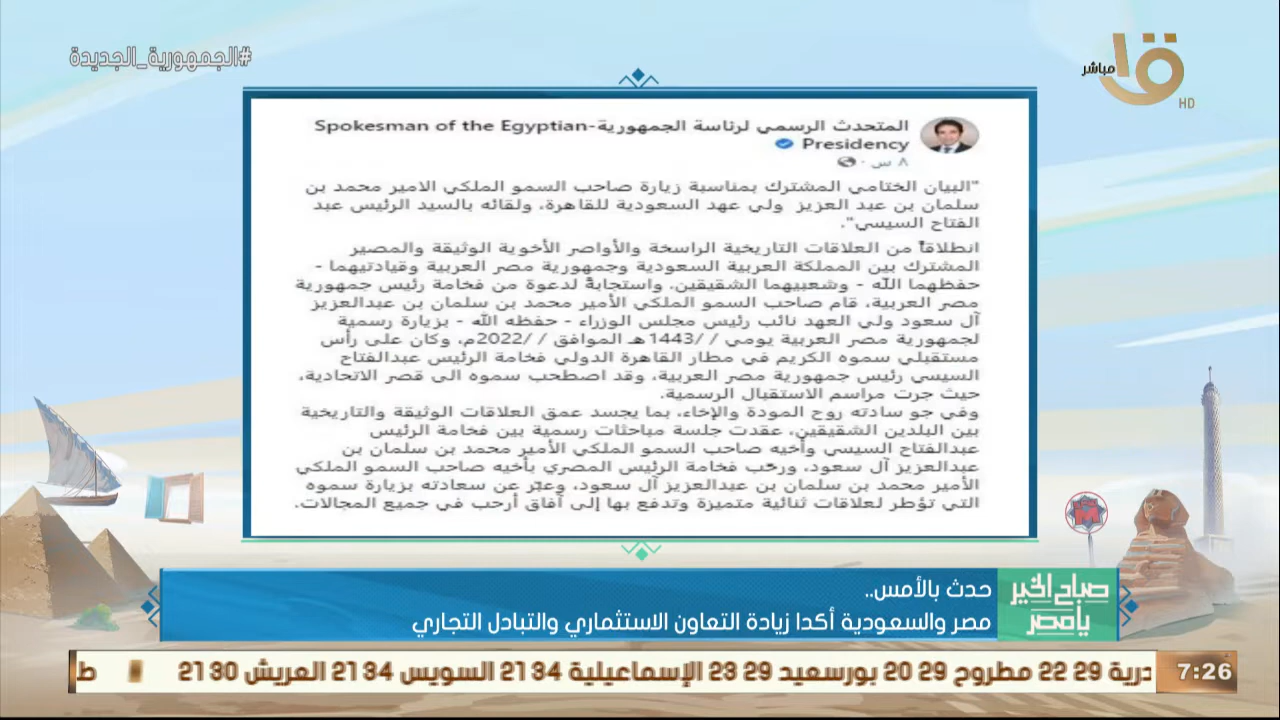 #الجمهورية_الجديدة
مباشر
HD
المتحدث الرسمي لرئاسة الجمهورية-Spokesman of the Egyptian
Presidency
٨ س ·
"البيان الختامي المشترك بمناسبة زيارة صاحب السمو الملكي الامير محمد بن
سلمان بن عبد العزيز ولي عهد السعودية للقاهرة، ولقائه بالسيد الرئيس عبد
الفتاح السيسي".
انطلاقاً من العلاقات التاريخية الراسخة والأواصر الأخوية الوثيقة والمصير
المشترك بين المملكة العربية السعودية وجمهورية مصر العربية وقيادتيهما -
حفظهما الله - وشعبيهما الشقيقين، واستجابةً لدعوة من فخامة رئيس جمهورية
مصر العربية، قام صاحب السمو الملكي الأمير محمد بن سلمان بن عبدالعزيز
آل سعود ولي العهد نائب رئيس مجلس الوزراء - حفظه الله - بزيارة رسمية
لجمهورية مصر العربية يومي / /1443هـ الموافق / /2022م، وكان على رأس
مستقبلي سموه الكريم في مطار القاهرة الدولي فخامة الرئيس عبدالفتاح
السيسي رئيس جمهورية مصر العربية، وقد اصطحب سموه الى قصر الاتحادية،
حيث جرت مراسم الاستقبال الرسمية.
وفي جو سادته روح المودة والإخاء، بما يجسد عمق العلاقات الوثيقة والتاريخية
بين البلدين الشقيقين، عقدت جلسة مباحثات رسمية بين فخامة الرئيس
عبدالفتاح السيسي وأخيه صاحب السمو الملكي الأمير محمد بن سلمان بن
عبدالعزيز آل سعود، ورحّب فخامة الرئيس المصري بأخيه صاحب السمو الملكي
الأمير محمد بن سلمان بن عبدالعزيز آل سعود، وعبّر عن سعادته بزيارة سموه
التي تؤطر لعلاقات ثنائية متميزة وتدفع بها إلى آفاق أرحب في جميع المجالات.
M
صباح الخير
يا مصر
حدث بالأمس..
مصر والسعودية أكدا زيادة التعاون الاستثماري والتبادل التجاري
7:26
درية 29 22 مطروح 29 20 بورسعيد 29 23 الإسماعيلية 34 21 السويس 34 21 العريش 30 21 ط